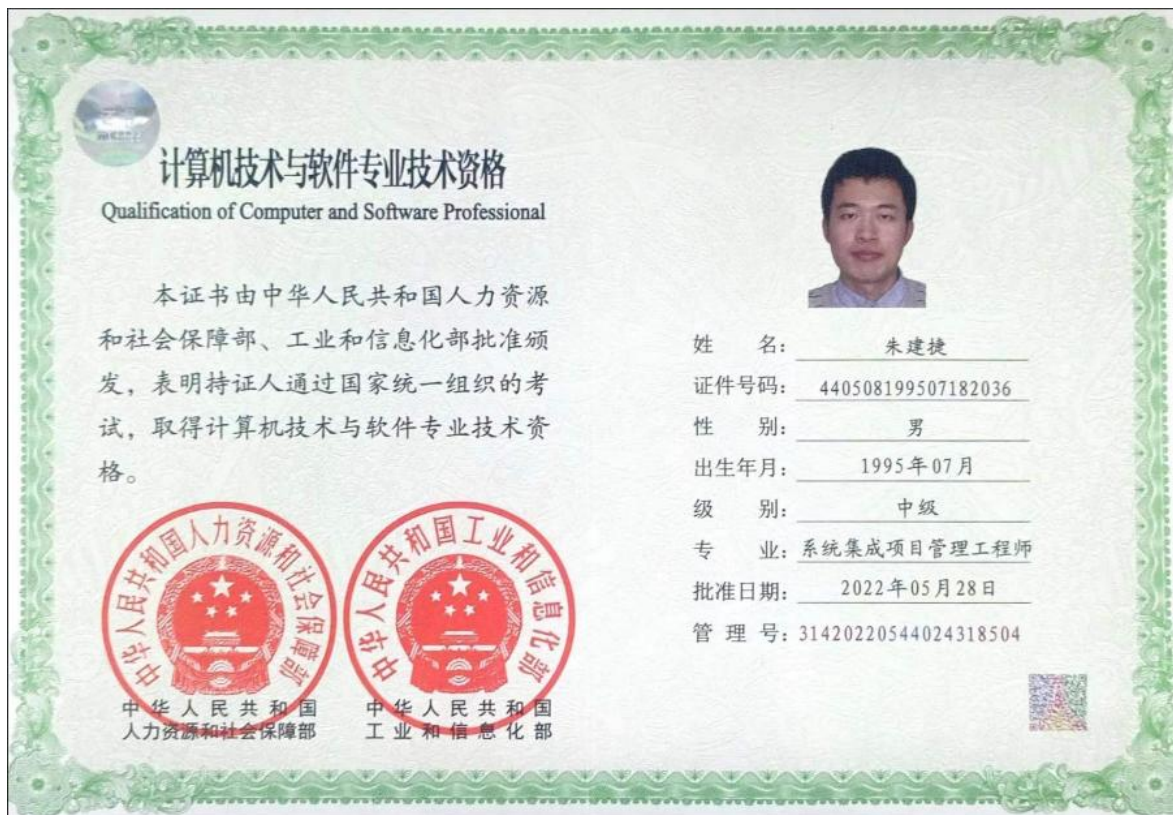 计算机技术与软件专业技术资格
Qualification of Computer and Software Professional
本证书由中华人民共和国人力资源
和社会保障部、工业和信息化部批准颁
发，表明持证人通过国家统一组织的考
试，取得计算机技术与软件专业技术资
格。
中华人民共和国人力资源和社会保障部
中华人民共和国工业和信息化部
中华人民共和国
人力资源和社会保障部
中华人民共和国
工业和信息化部
姓 名：朱建捷
证件号码：440508199507182036
性 别：男
出生年月：1995年07月
级 别：中级
专 业：系统集成项目管理工程师
批准日期：2022年05月28日
管 理 号：31420220544024318504